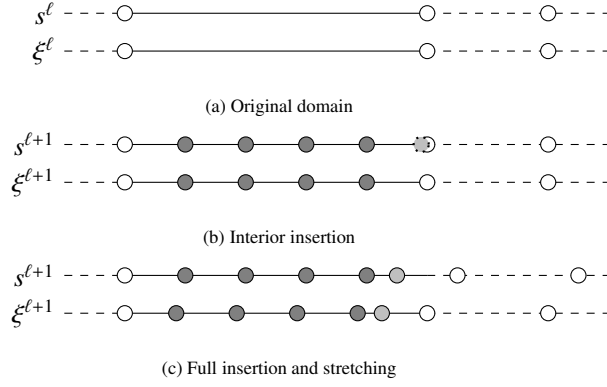 s^ℓ
ξ^ℓ
(a) Original domain
s^{ℓ+1}
ξ^{ℓ+1}
(b) Interior insertion
s^{ℓ+1}
ξ^{ℓ+1}
(c) Full insertion and stretching